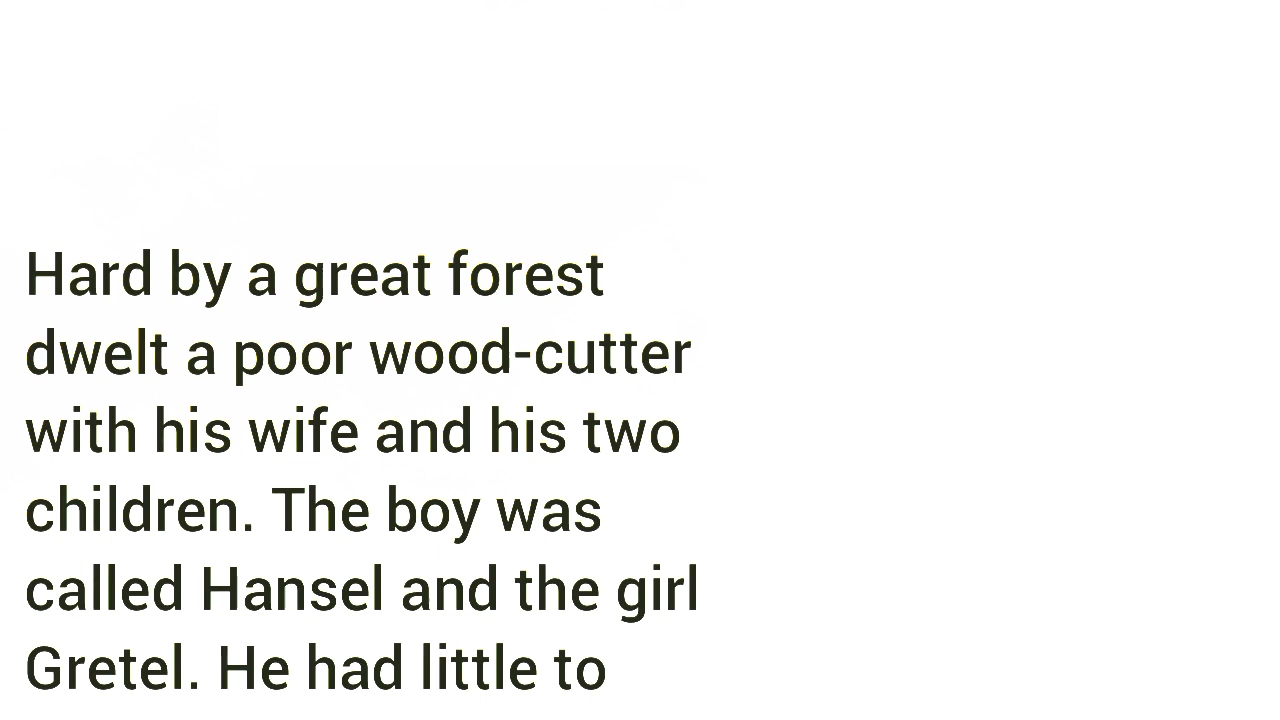 Hard by a great forest
dwelt a poor wood-cutter
with his wife and his two
children. The boy was
called Hansel and the girl
Gretel. He had little to